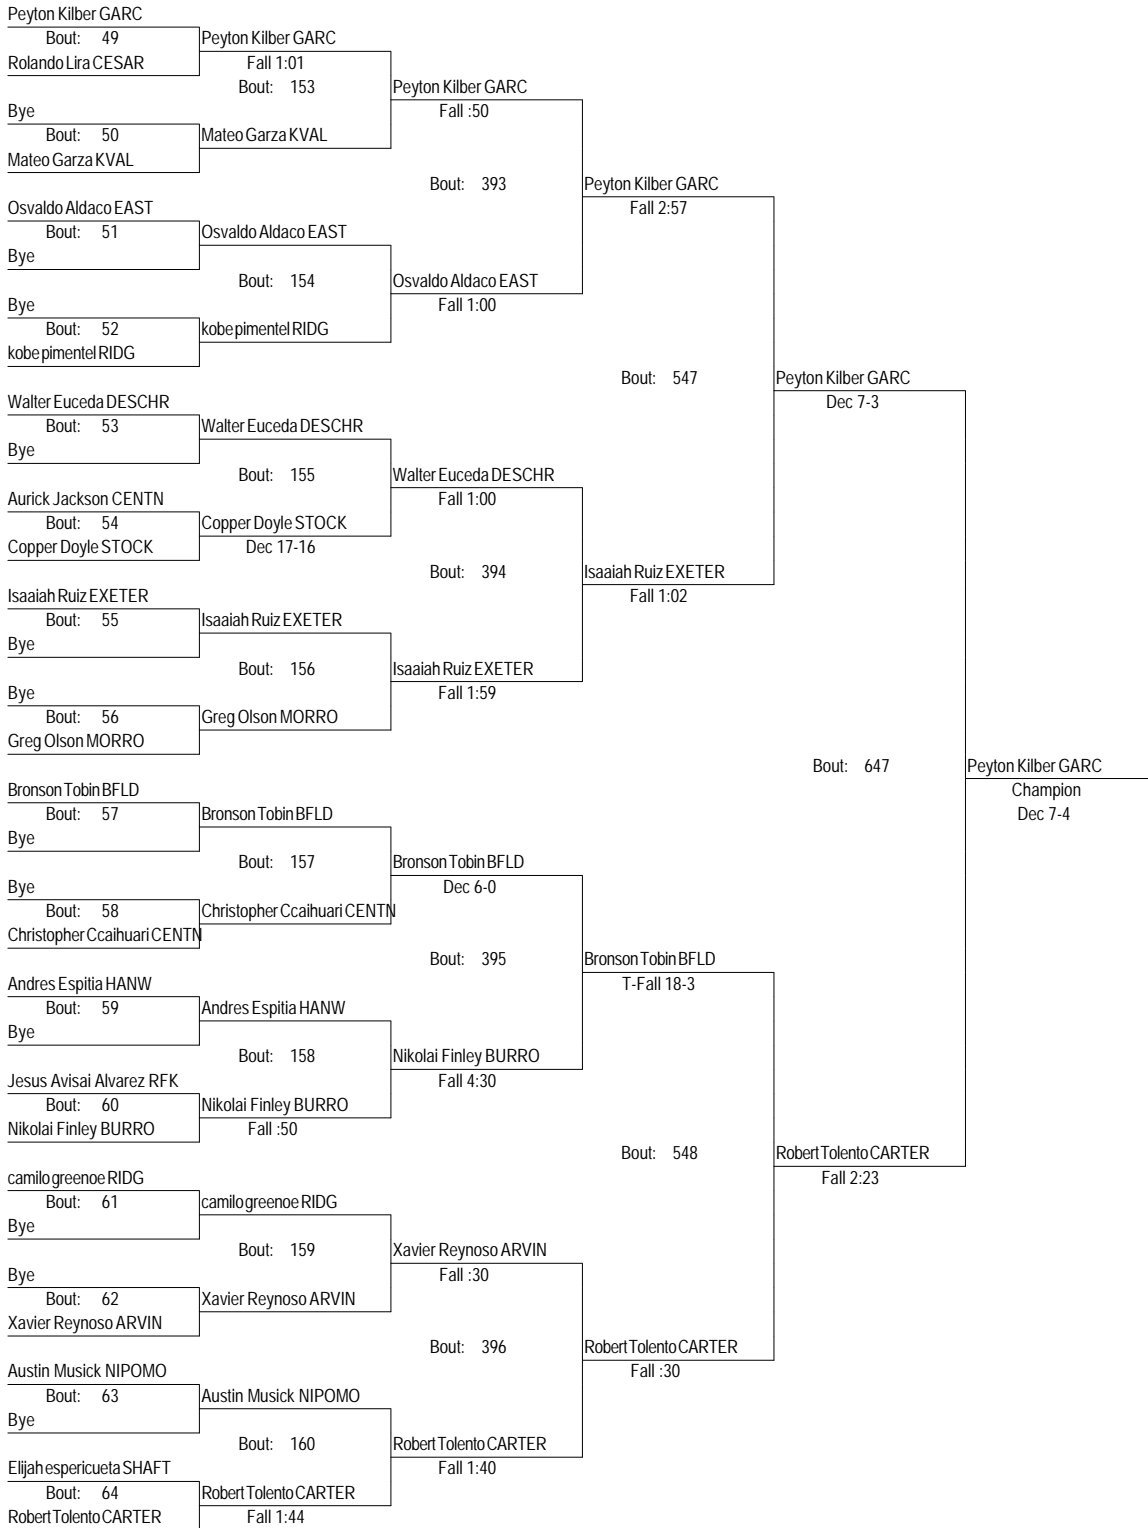 Peyton Kilber GARC
Bout: 49
Peyton Kilber GARC
Rolando Lira CESAR
Fall 1:01
Bout: 153
Peyton Kilber GARC
Bye
Fall :50
Bout: 50
Mateo Garza KVAL
Mateo Garza KVAL
Bout: 393
Peyton Kilber GARC
Osvaldo Aldaco EAST
Fall 2:57
Bout: 51
Osvaldo Aldaco EAST
Bye
Bout: 154
Osvaldo Aldaco EAST
Bye
Fall 1:00
Bout: 52
kobe pimentel RIDG
kobe pimentel RIDG
Bout: 547
Peyton Kilber GARC
Walter Euceda DESCHR
Dec 7-3
Bout: 53
Walter Euceda DESCHR
Bye
Bout: 155
Walter Euceda DESCHR
Aurick Jackson CENTN
Fall 1:00
Bout: 54
Copper Doyle STOCK
Copper Doyle STOCK
Dec 17-16
Bout: 394
Isaaiah Ruiz EXETER
Isaaiah Ruiz EXETER
Fall 1:02
Bout: 55
Isaaiah Ruiz EXETER
Bye
Bout: 156
Isaaiah Ruiz EXETER
Bye
Fall 1:59
Bout: 56
Greg Olson MORRO
Greg Olson MORRO
Bout: 647
Peyton Kilber GARC
Bronson Tobin BFLD
Champion
Bout: 57
Bronson Tobin BFLD
Dec 7-4
Bye
Bout: 157
Bronson Tobin BFLD
Bye
Dec 6-0
Bout: 58
Christopher Ccaihuari CENTN
Christopher Ccaihuari CENTN
Bout: 395
Bronson Tobin BFLD
Andres Espitia HANW
T-Fall 18-3
Bout: 59
Andres Espitia HANW
Bye
Bout: 158
Nikolai Finley BURRO
Jesus Avisai Alvarez RFK
Fall 4:30
Bout: 60
Nikolai Finley BURRO
Nikolai Finley BURRO
Fall :50
Bout: 548
Robert Tolento CARTER
camilo greenoe RIDG
Fall 2:23
Bout: 61
camilo greenoe RIDG
Bye
Bout: 159
Xavier Reynoso ARVIN
Bye
Fall :30
Bout: 62
Xavier Reynoso ARVIN
Xavier Reynoso ARVIN
Bout: 396
Robert Tolento CARTER
Austin Musick NIPOMO
Fall :30
Bout: 63
Austin Musick NIPOMO
Bye
Bout: 160
Robert Tolento CARTER
Elijah espericueta SHAFT
Fall 1:40
Bout: 64
Robert Tolento CARTER
Robert Tolento CARTER
Fall 1:44